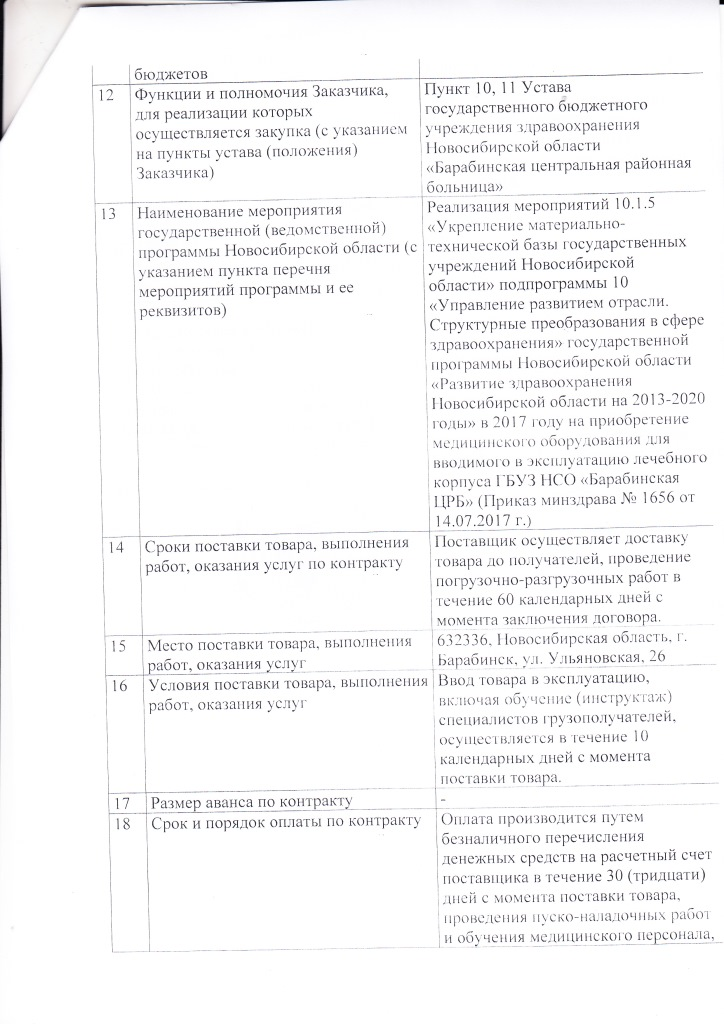 бюджетов
12
Функции и полномочия Заказчика,
для реализации которых
осуществляется закупка (с указанием
на пункты устава (положения)
Заказчика)
Пункт 10, 11 Устава
государственного бюджетного
учреждения здравоохранения
Новосибирской области
«Барабинская центральная районная
больница»
13
Наименование мероприятия
государственной (ведомственной)
программы Новосибирской области (с
указанием пункта перечня
мероприятий программы и ее
реквизитов)
Реализация мероприятий 10.1.5
«Укрепление материально-
технической базы государственных
учреждений Новосибирской
области» подпрограммы 10
«Управление развитием отрасли.
Структурные преобразования в сфере
здравоохранения» государственной
программы Новосибирской области
«Развитие здравоохранения
Новосибирской области на 2013-2020
годы» в 2017 году на приобретение
медицинского оборудования для
вводимого в эксплуатацию лечебного
корпуса ГБУЗ НСО «Барабинская
ЦРБ» (Приказ минздрава № 1656 от
14.07.2017 г.)
14
Сроки поставки товара, выполнения
работ, оказания услуг по контракту
Поставщик осуществляет доставку
товара до получателей, проведение
погрузочно-разгрузочных работ в
течение 60 календарных дней с
момента заключения договора.
15
Место поставки товара, выполнения
работ, оказания услуг
632336, Новосибирская область, г.
Барабинск, ул. Ульяновская, 26
16
Условия поставки товара, выполнения
работ, оказания услуг
Ввод товара в эксплуатацию,
включая обучение (инструктаж)
специалистов грузополучателей,
осуществляется в течение 10
календарных дней с момента
поставки товара.
17
Размер аванса по контракту
-
18
Срок и порядок оплаты по контракту
Оплата производится путем
безналичного перечисления
денежных средств на расчетный счет
поставщика в течение 30 (тридцати)
дней с момента поставки товара,
проведения пуско-наладочных работ
и обучения медицинского персонала,